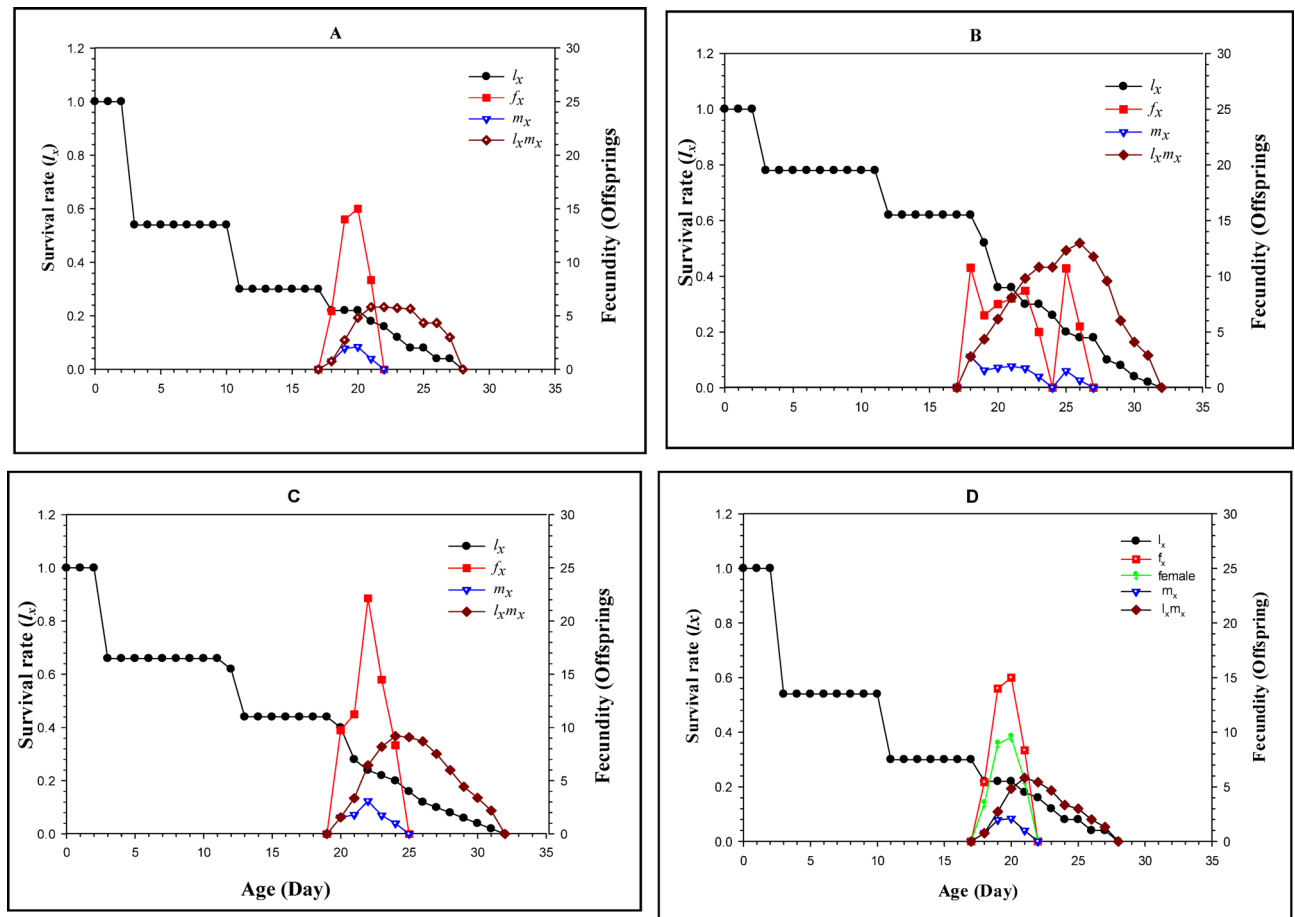 A
1.2
1.0
0.8
0.6
0.4
0.2
0.0
Survival rate (lx)
30
25
20
15
10
5
0
Fecundity (Offsprings
0 5 10 15 20 25 30 35
lx
fx
mx
lxmx
B
1.2
1.0
0.8
0.6
0.4
0.2
0.0
Survival rate (lx)
30
25
20
15
10
5
0
Fecundity (Offsprings
0 5 10 15 20 25 30 35
lx
fx
mx
lxmx
C
1.2
1.0
0.8
0.6
0.4
0.2
0.0
Survival rate (lx)
30
25
20
15
10
5
0
Fecundity (Offsprings
0 5 10 15 20 25 30 35
Age (Day)
lx
fx
mx
lxmx
D
1.2
1.0
0.8
0.6
0.4
0.2
0.0
Survival rate (lx)
30
25
20
15
10
5
0
Fecundity (Offspring)
0 5 10 15 20 25 30 35
Age (Day)
lx
fx
female
mx
lxmx